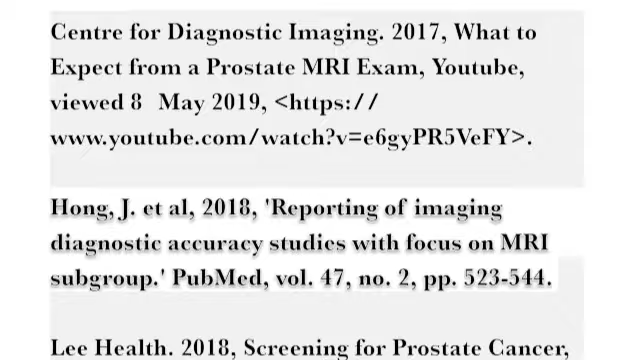 Centre for Diagnostic Imaging. 2017, What to
Expect from a Prostate MRI Exam, Youtube,
viewed 8 May 2019, <https://
www.youtube.com/watch?v=e6gyPR5VeFY>.
Hong, J. et al, 2018, 'Reporting of imaging
diagnostic accuracy studies with focus on MRI
subgroup.' PubMed, vol. 47, no. 2, pp. 523-544.
Lee Health. 2018, Screening for Prostate Cancer,